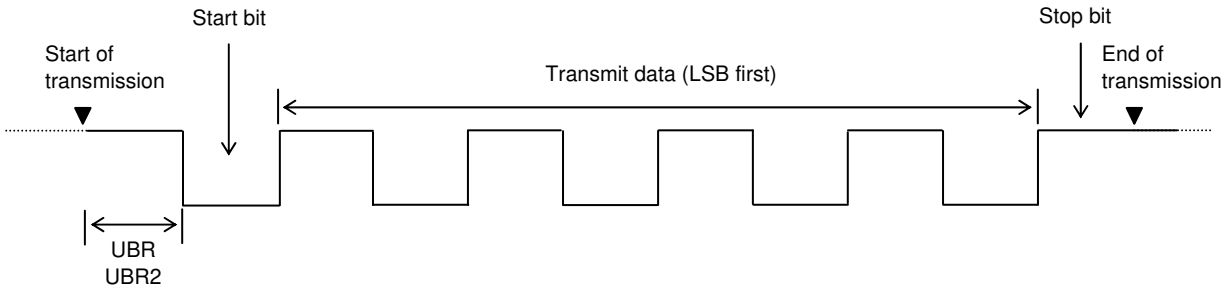 Start bit
Stop bit
Start of
transmission
End of
transmission
Transmit data (LSB first)
UBR
UBR2